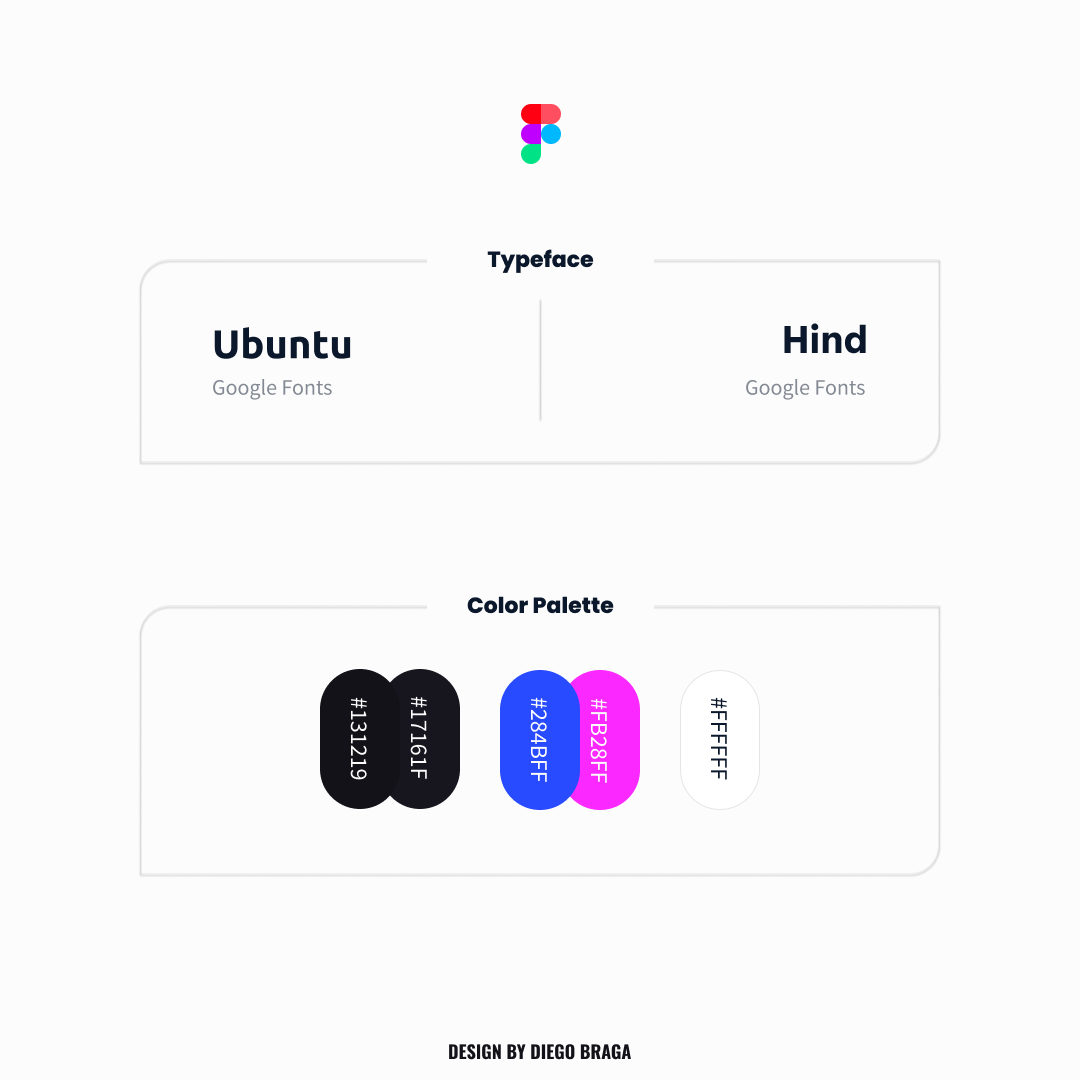 Typeface
Ubuntu
Google Fonts
Hind
Google Fonts
Color Palette
#131219
#17161F
#284BFF
#FB28FF
#FFFFFF
DESIGN BY DIEGO BRAGA